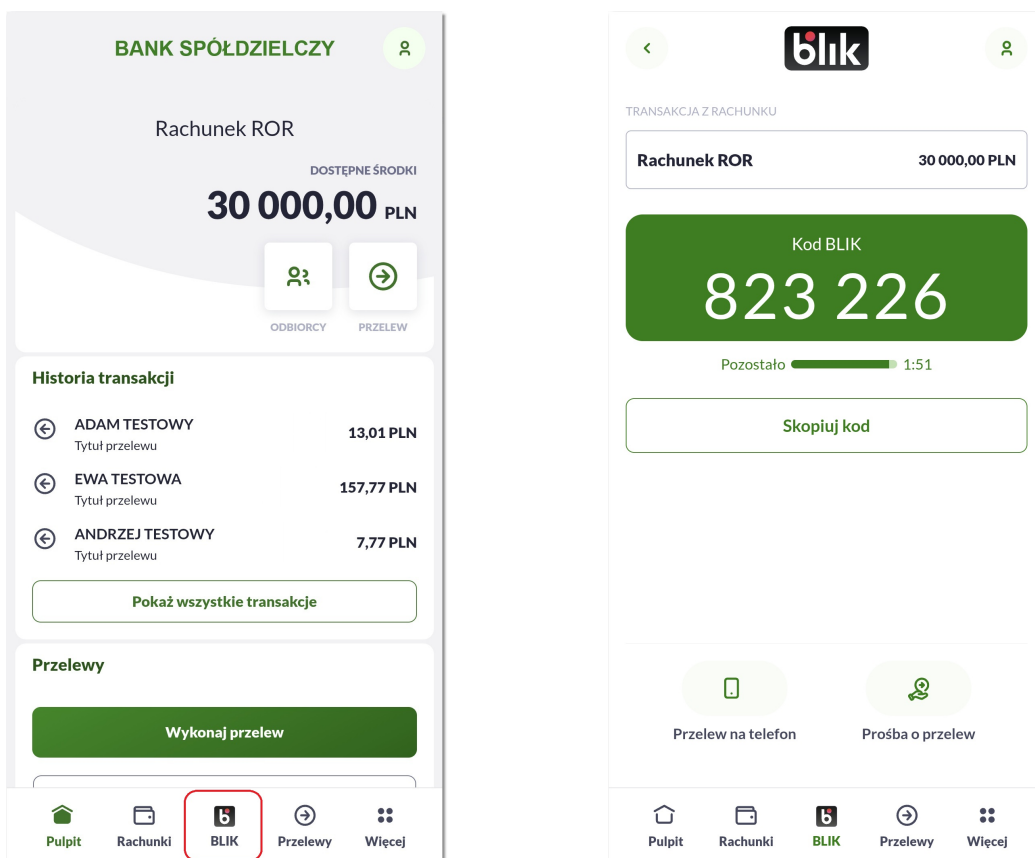 BANK SPÓŁDZIELCZY
Rachunek ROR
DOSTĘPNE ŚRODKI
30 000,00 PLN
ODBIORCY
PRZELEW
Historia transakcji
ADAM TESTOWY
13,01 PLN
Tytuł przelewu
EWA TESTOWA
157,77 PLN
Tytuł przelewu
ANDRZEJ TESTOWY
7,77 PLN
Tytuł przelewu
Pokaż wszystkie transakcje
Przelewy
Wykonaj przelew
Pulpit
Rachunki
BLIK
Przelewy
Więcej
blik
TRANSAKCJA Z RACHUNKU
Rachunek ROR
30 000,00 PLN
Kod BLIK
823 226
Pozostało 1:51
Skopiuj kod
Przelew na telefon
Prośba o przelew
Pulpit
Rachunki
BLIK
Przelewy
Więcej